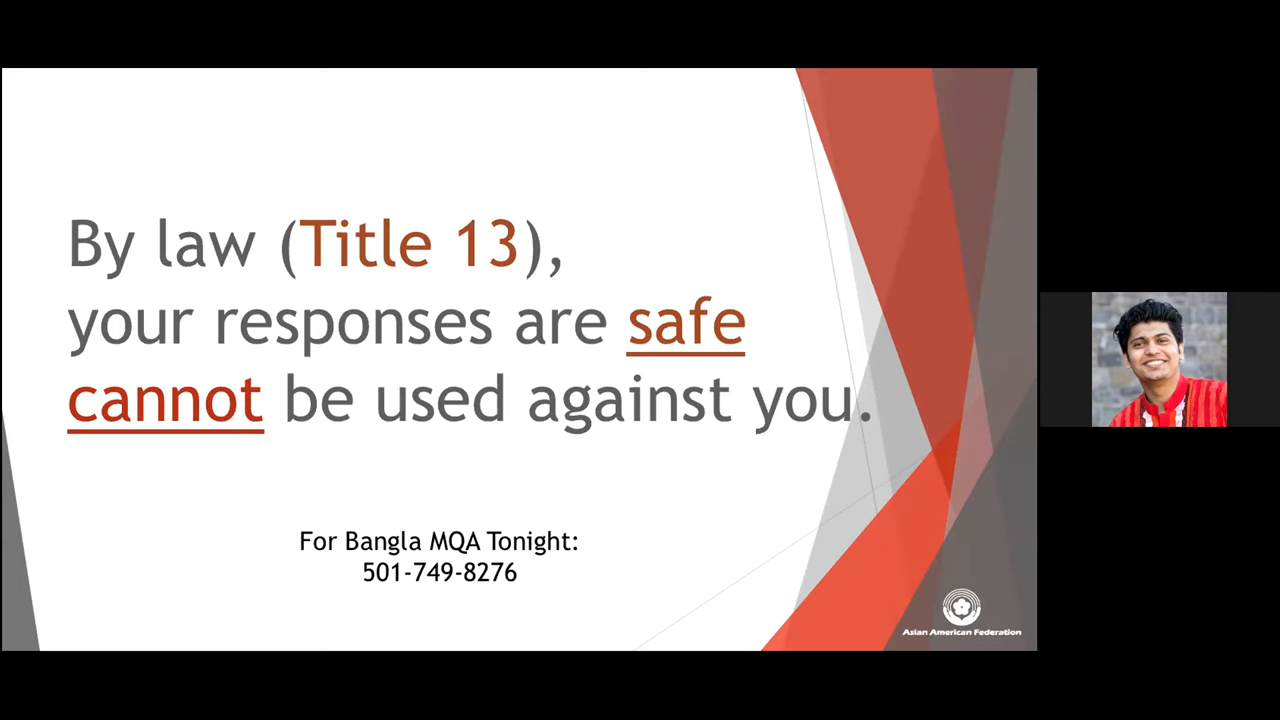 By law (Title 13),
your responses are safe
cannot be used against you.
For Bangla MQA Tonight:
501-749-8276
Asian American Federation